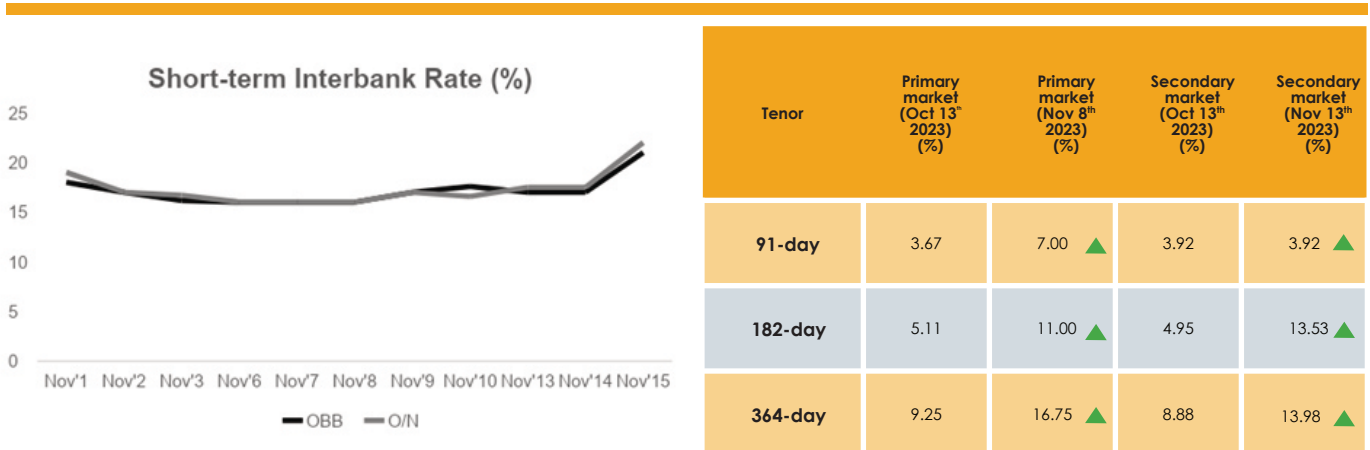 Short-term Interbank Rate (%)
25
20
15
10
5
0
Nov'1 Nov'2 Nov'3 Nov'6 Nov'7 Nov'8 Nov'9 Nov'10 Nov'13 Nov'14 Nov'15
OBB O/N
Tenor
Primary
market
(Oct 13th
2023)
(%)
Primary
market
(Nov 8th
2023)
(%)
Secondary
market
(Oct 13th
2023)
(%)
Secondary
market
(Nov 13th
2023)
(%)
91-day 3.67 7.00 3.92 3.92
182-day 5.11 11.00 4.95 13.53
364-day 9.25 16.75 8.88 13.98